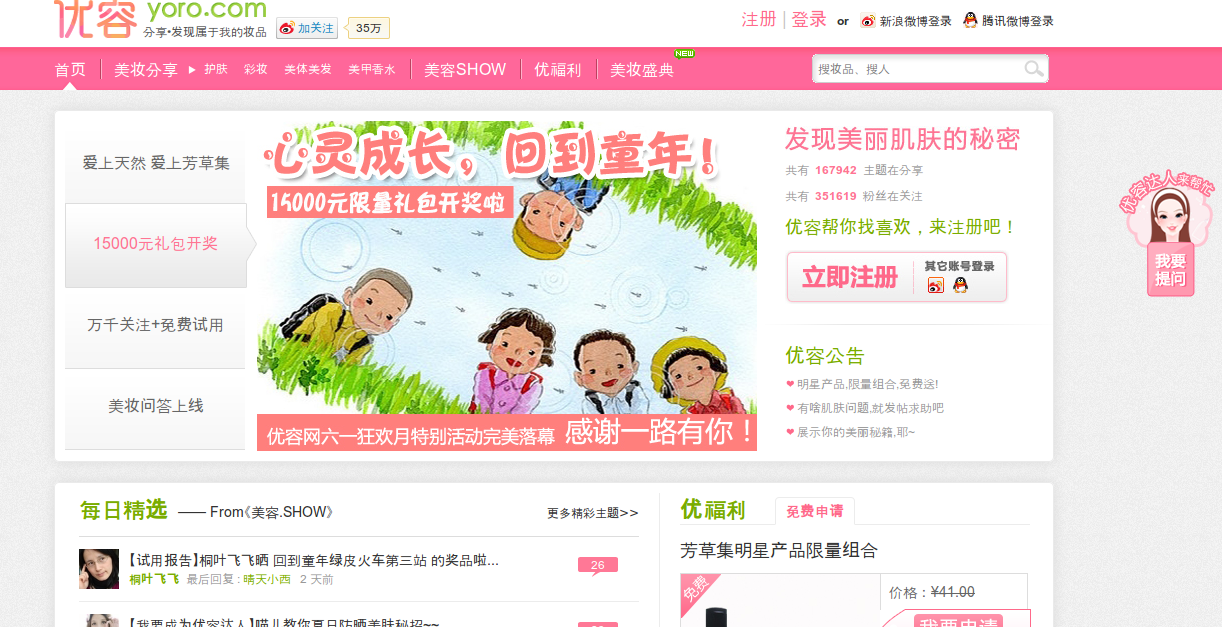 优容 yoro.com
分享•发现属于我的妆品
加关注
35万
注册 | 登录 or 新浪微博登录 腾讯微博登录
首页 美妆分享 护肤 彩妆 美体美发 美甲香水 美容SHOW 优福利 美妆盛典 NEW
搜妆品、搜人
爱上天然 爱上芳草集
15000元礼包开奖
万千关注+免费试用
美妆问答上线
心灵成长，回到童年！
15000元限量礼包开奖啦
优容网六一狂欢月特别活动完美落幕 感谢一路有你！
发现美丽肌肤的秘密
共有 167942 主题在分享
共有 351619 粉丝在关注
优容帮你找喜欢，来注册吧！
立即注册
其它账号登录
优容公告
明星产品,限量组合,免费送!
有啥肌肤问题,就发帖求助吧
展示你的美丽秘籍,耶~
优容达人来帮忙
我要
提问
每日精选 —— From《美容.SHOW》
更多精彩主题>>
【试用报告】桐叶飞飞晒 回到童年绿皮火车第三站 的奖品啦...
26
桐叶飞飞 最后回复 : 晴天小西 2 天前
【我要成为优容达人】喵儿教你夏日防晒美肤秘招~~
优福利
免费申请
芳草集明星产品限量组合
免费
价格：¥41.00
我要申请